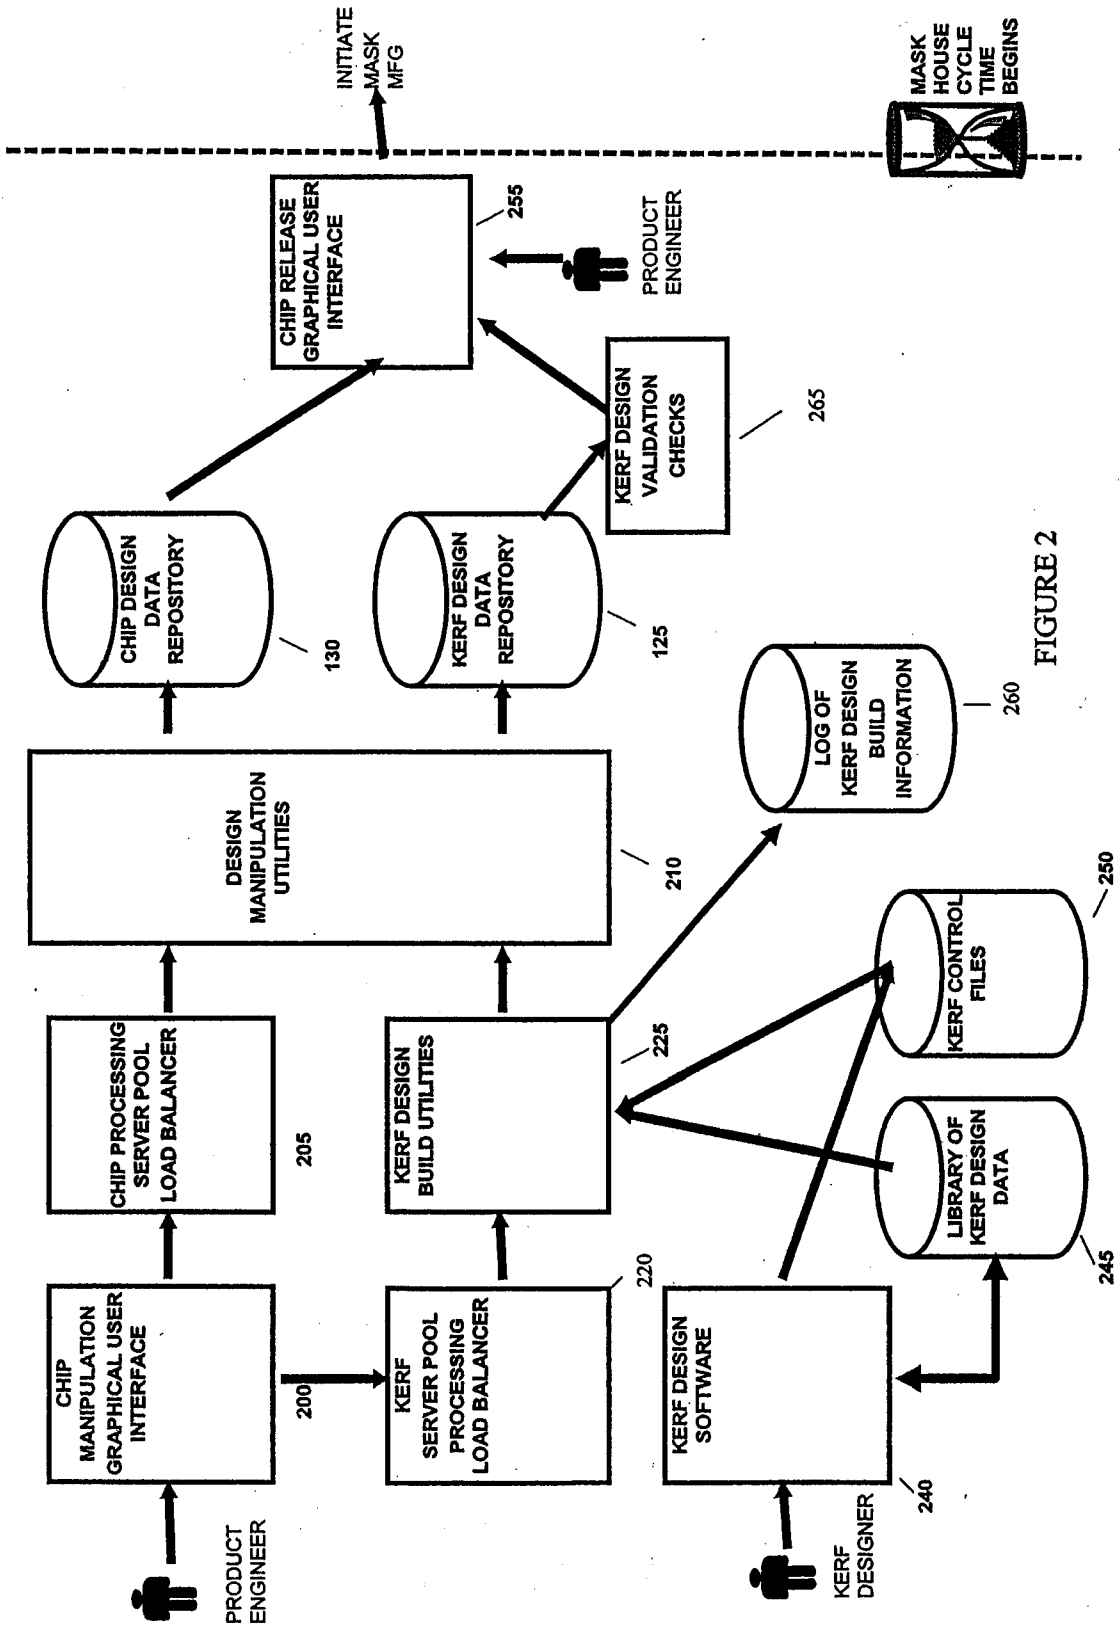 PRODUCT
ENGINEER
CHIP
MANIPULATION
GRAPHICAL USER
INTERFACE
200
CHIP PROCESSING
SERVER POOL
LOAD BALANCER
205
DESIGN
MANIPULATION
UTILITIES
210
CHIP DESIGN
DATA
REPOSITORY
130
CHIP RELEASE
GRAPHICAL USER
INTERFACE
255
INITIATE
MASK
MFG
KERF
SERVER POOL
PROCESSING
LOAD BALANCER
220
KERF DESIGN
BUILD UTILITIES
225
KERF DESIGN
DATA
REPOSITORY
125
KERF DESIGN
VALIDATION
CHECKS
265
PRODUCT
ENGINEER
KERF
DESIGNER
KERF DESIGN
SOFTWARE
240
LIBRARY OF
KERF DESIGN
DATA
245
KERF CONTROL
FILES
250
LOG OF
KERF DESIGN
BUILD
INFORMATION
260
MASK
HOUSE
CYCLE
TIME
BEGINS
FIGURE 2